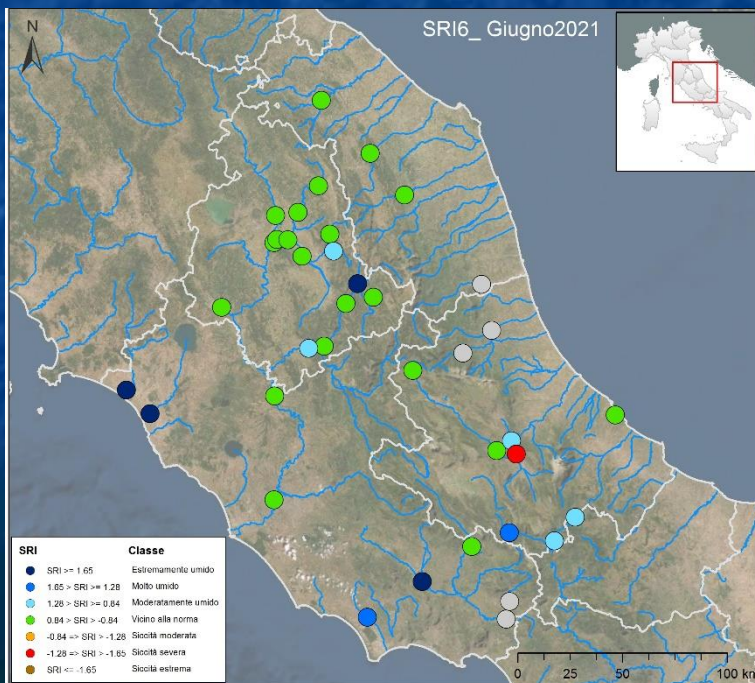 SRI6_ Giugno2021
N
SRI Classe
SRI >= 1.65 Estremamente umido
1.65 > SRI >= 1.28 Molto umido
1.28 > SRI >= 0.84 Moderatamente umido
0.84 > SRI > -0.84 Vicino alla norma
-0.84 => SRI > -1.28 Siccità moderata
-1.28 => SRI > -1.65 Siccità severa
SRI <= -1.65 Siccità estrema
0 25 50 100 km